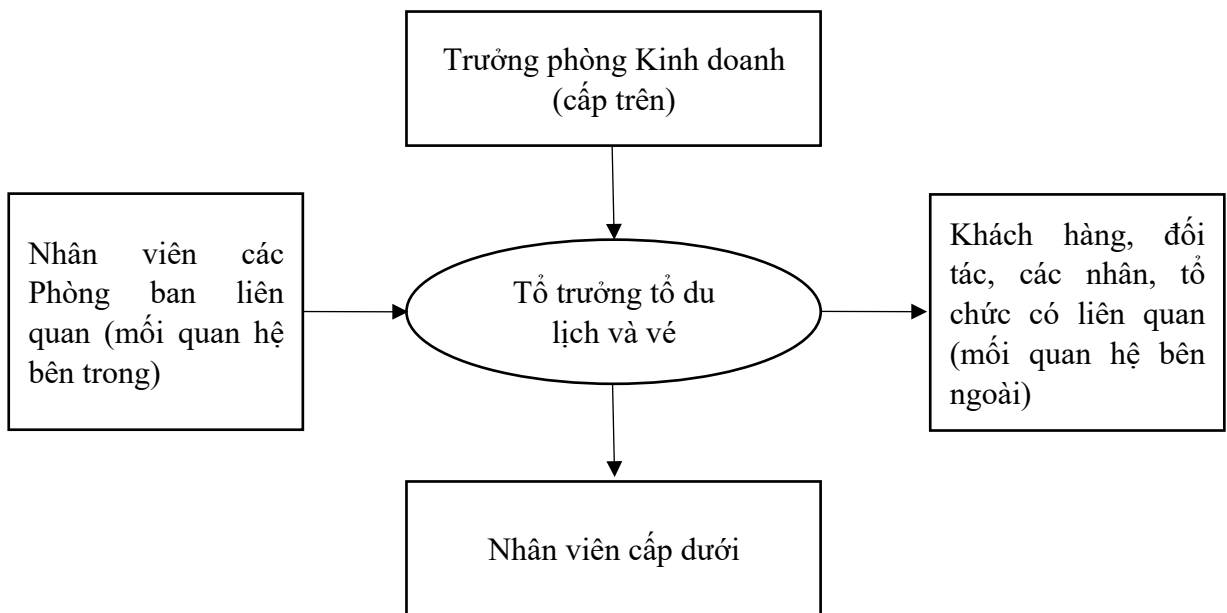 Trưởng phòng Kinh doanh
(cấp trên)
Nhân viên các
Phòng ban liên
quan (mối quan hệ
bên trong)
Tổ trưởng tổ du
lịch và vé
Khách hàng, đối
tác, các nhân, tổ
chức có liên quan
(mối quan hệ bên
ngoài)
Nhân viên cấp dưới